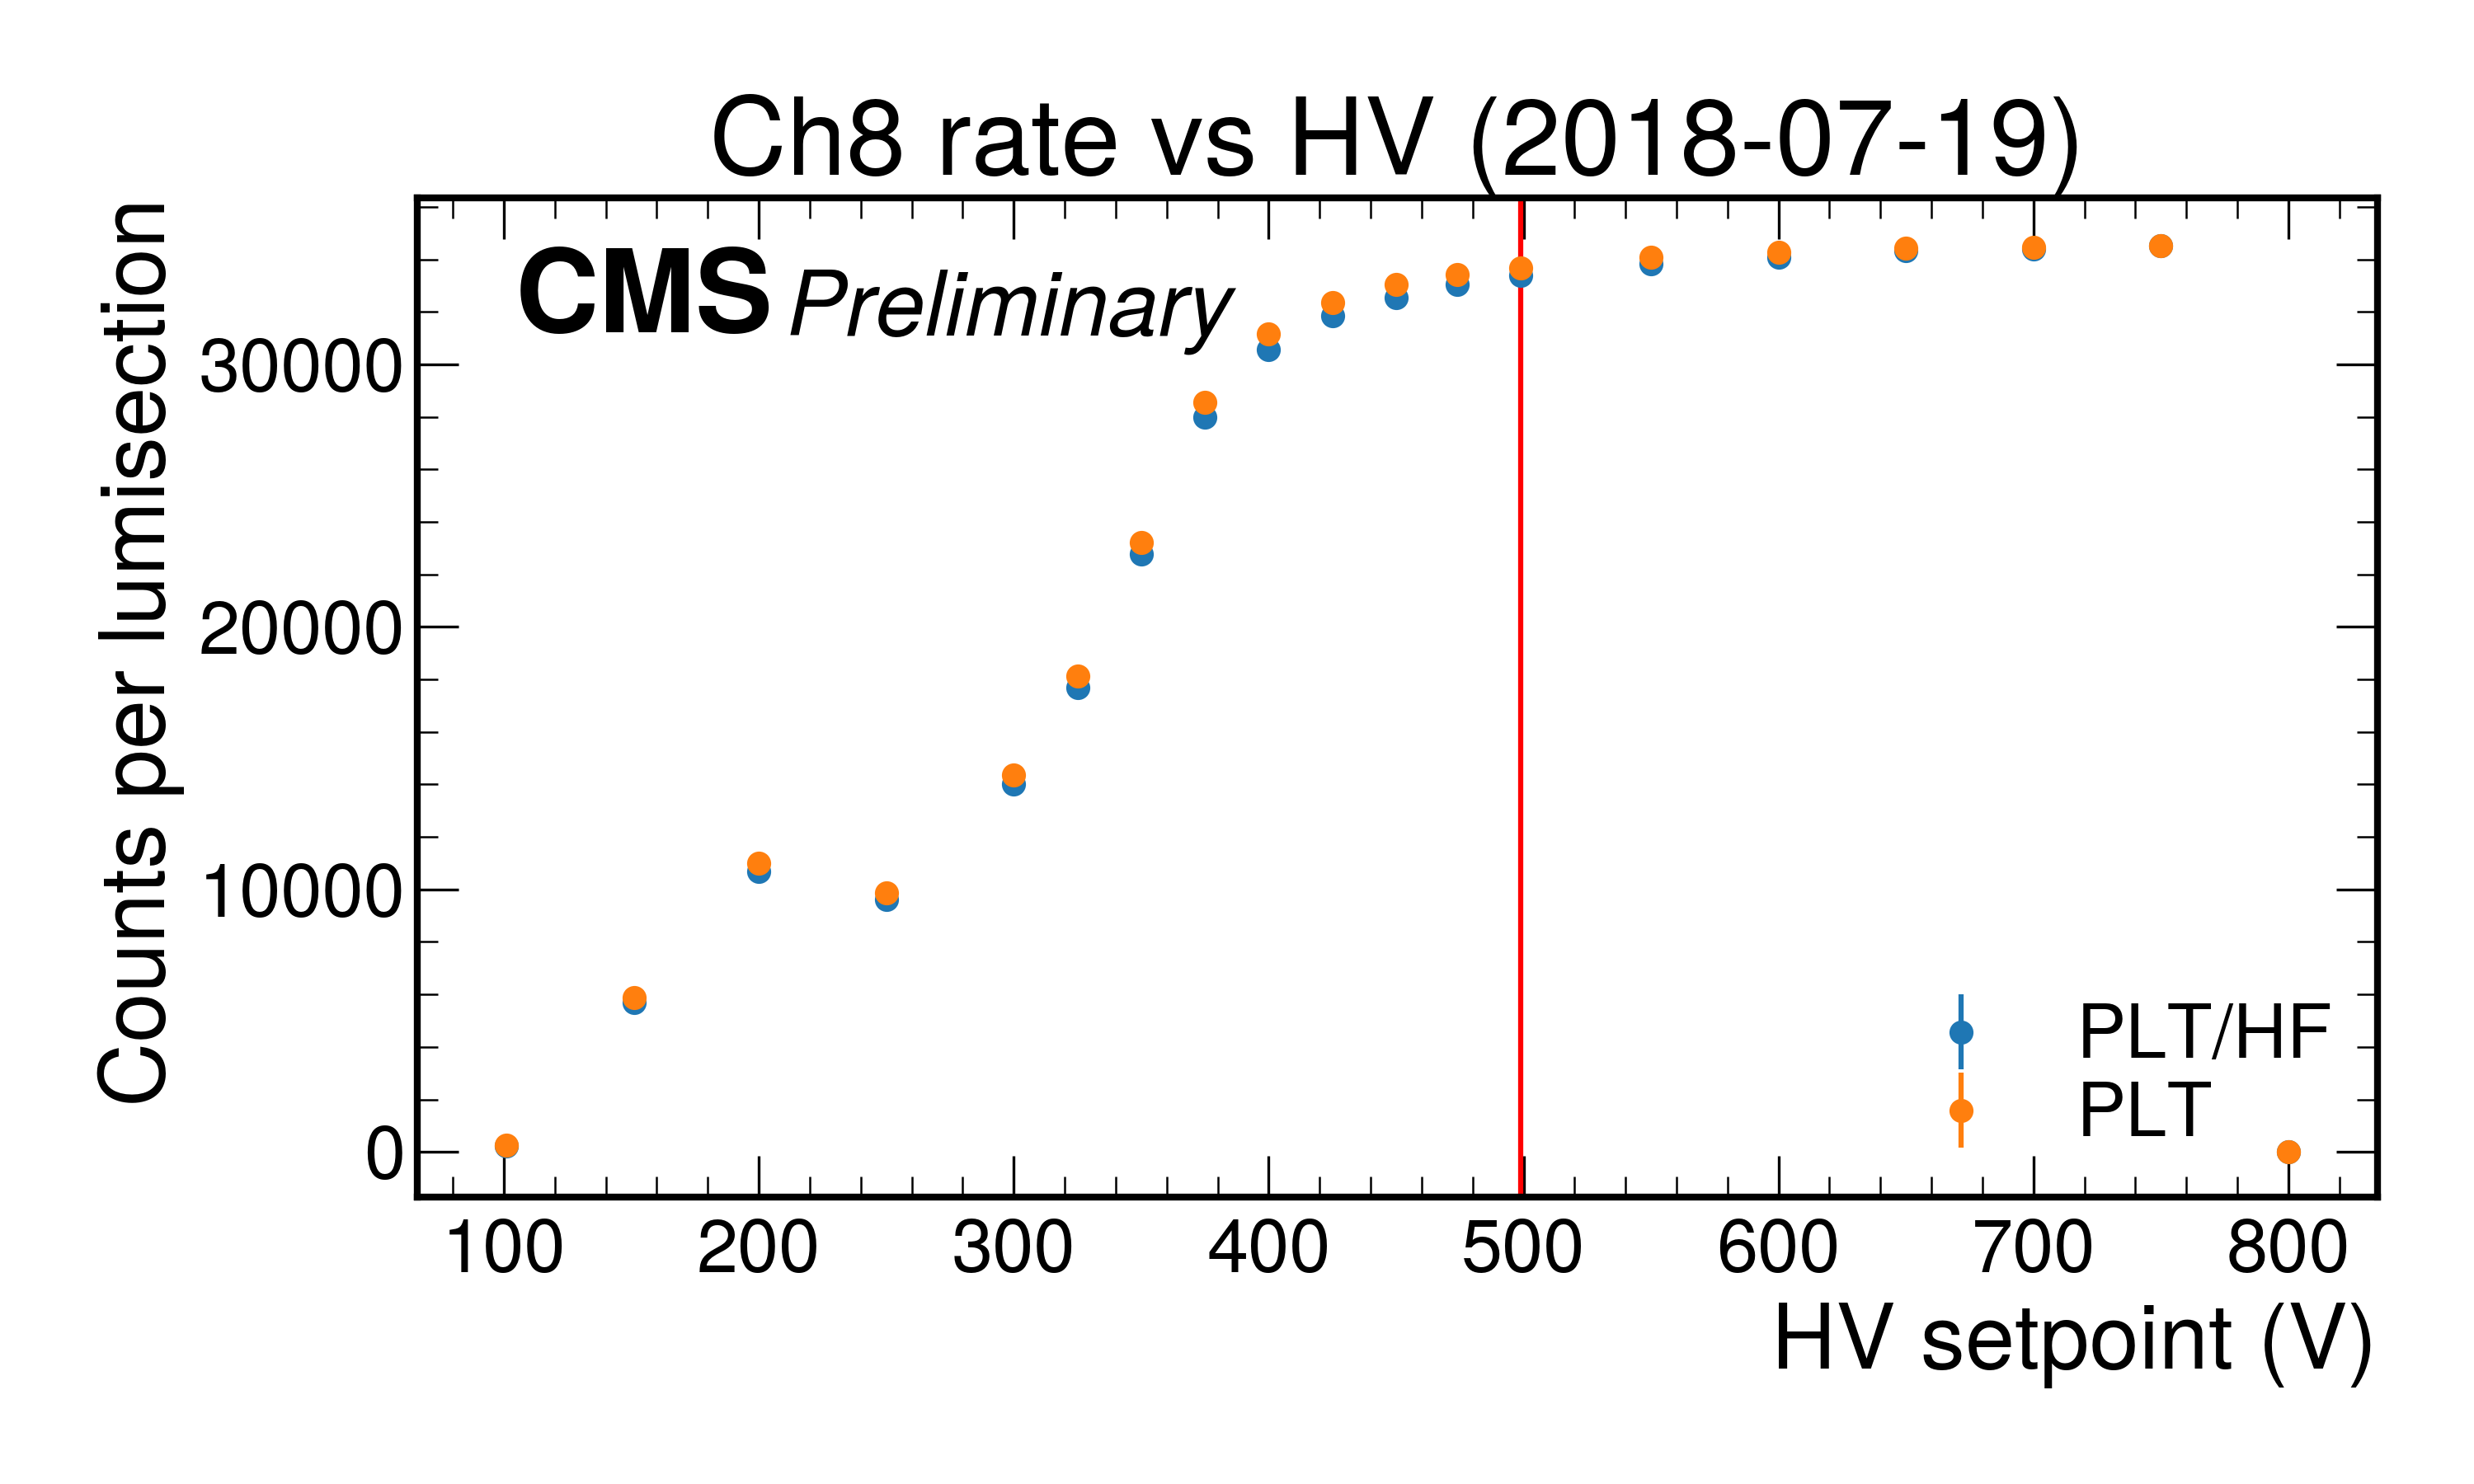 Ch8 rate vs HV (2018-07-19)
CMS Preliminary
Counts per lumisection
30000
20000
10000
0
PLT/HF
PLT
100 200 300 400 500 600 700 800
HV setpoint (V)